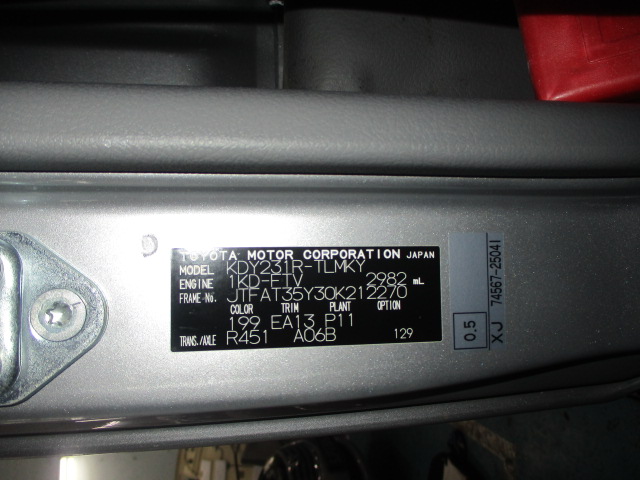 TOYOTA MOTOR CORPORATION JAPAN
MODEL KDY231R-TLMKY
ENGINE 1KD-FTV 2982 mL
FRAME-No. JTFAT35Y30K212270
COLOR TRIM PLANT OPTION
199 EA13 P11
TRANS./AXLE R451 A06B 129
0.5
XJ 74567-25041